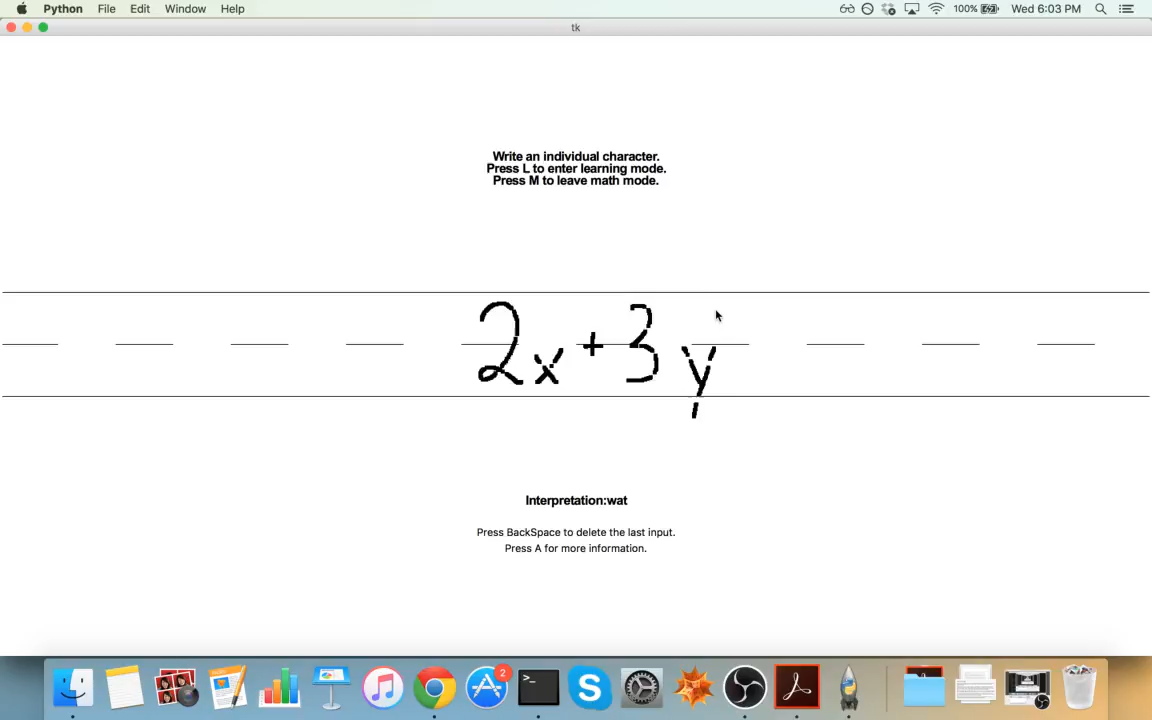 Python File Edit Window Help 100% Wed 6:03 PM
tk
Write an individual character.
Press L to enter learning mode.
Press M to leave math mode.
2x+3y
Interpretation:wat
Press BackSpace to delete the last input.
Press A for more information.
2